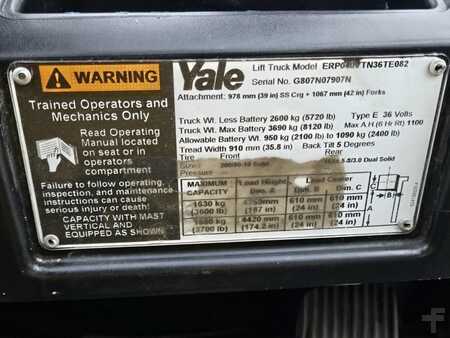 WARNING
Trained Operators and
Mechanics Only
Read Operating
Manual located
on seat or in
operators
compartment
Failure to follow operating,
inspection, and maintenance
instructions can cause
serious injury or death!
CAPACITY WITH MAST
VERTICAL AND
EQUIPPED AS SHOWN
Yale
Lift Truck Model
Serial No. G807N07907N
Attachment: 978 mm (39 in) SS Crg + 1067 mm (42 in) Forks
Truck Wt. Less Battery 2600 kg (5720 lb)
Truck Wt. Max Battery 3690 kg (8120 lb) Type E 36 Volts
Allowable Battery Wt. 950 kg (2100 lb) to 1090 kg (2400 lb) Max A.H (6 Hr Rt) 1100
Tread Width 910 mm (35.8 in) Back Tilt 5 Degrees
Tire Front Rear
Size Dual Solid
MAXIMUM CAPACITY Load Height Dim. A Load Center Dim. B Dim. C
1630 kg (3600 lb) (187 in) 610 mm (24 in) 610 mm (24 in)
(3700 lb) 4420 mm (174.2 in) 610 mm (24 in) 610 mm (24 in)
A
B
C